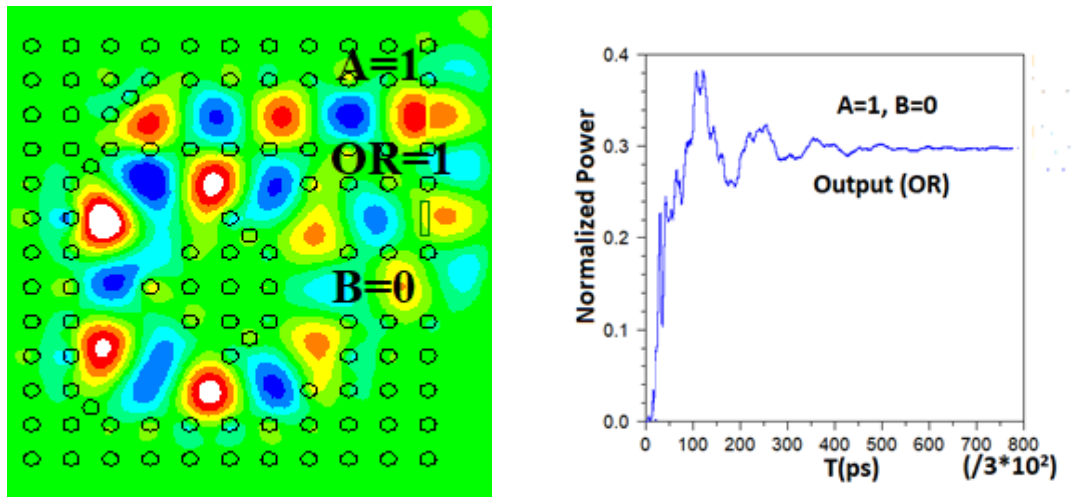 A=1
OR=1
B=0
0.4
0.3
0.2
0.1
0.0
Normalized Power
A=1, B=0
Output (OR)
0 100 200 300 400 500 600 700 800
T(ps) (/3*10²)